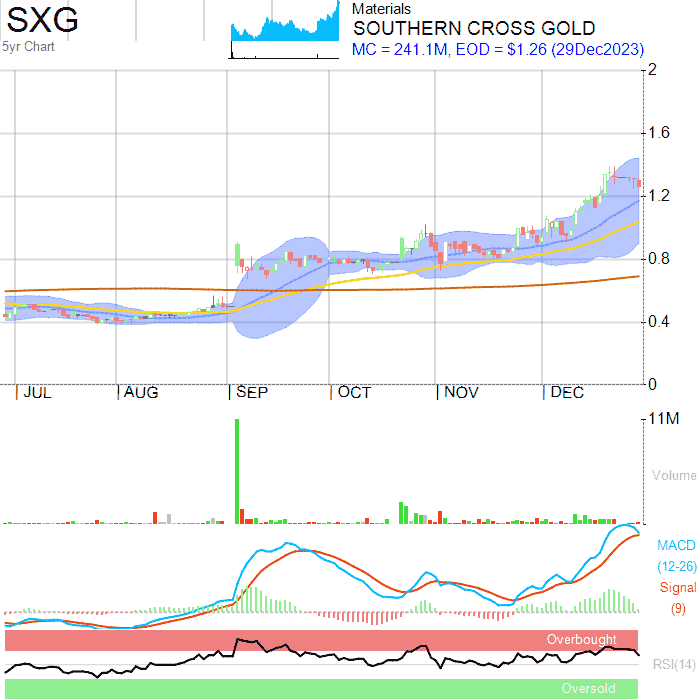 SXG
5yr Chart
Materials
SOUTHERN CROSS GOLD
MC = 241.1M, EOD = $1.26 (29Dec2023)
2
1.6
1.2
0.8
0.4
0
JUL AUG SEP OCT NOV DEC
11M
Volume
MACD
(12-26)
Signal
(9)
Overbought
RSI(14)
Oversold